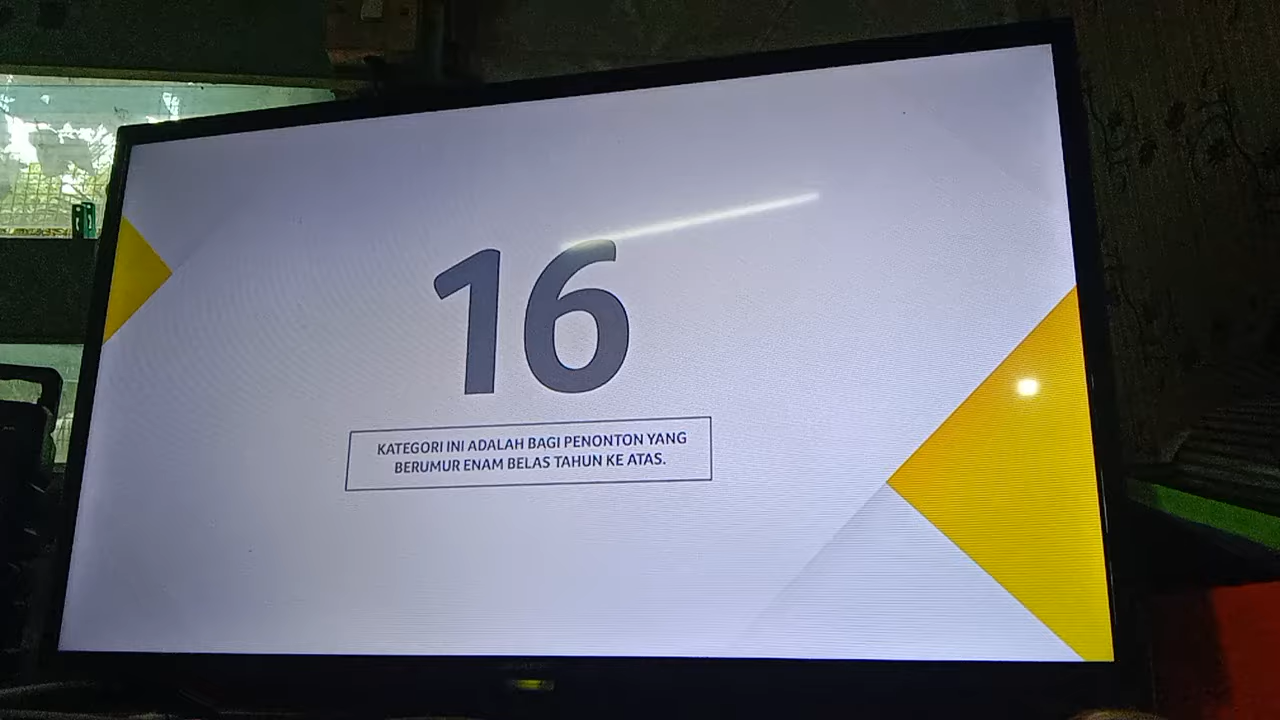 16
KATEGORI INI ADALAH BAGI PENONTON YANG
BERUMUR ENAM BELAS TAHUN KE ATAS.